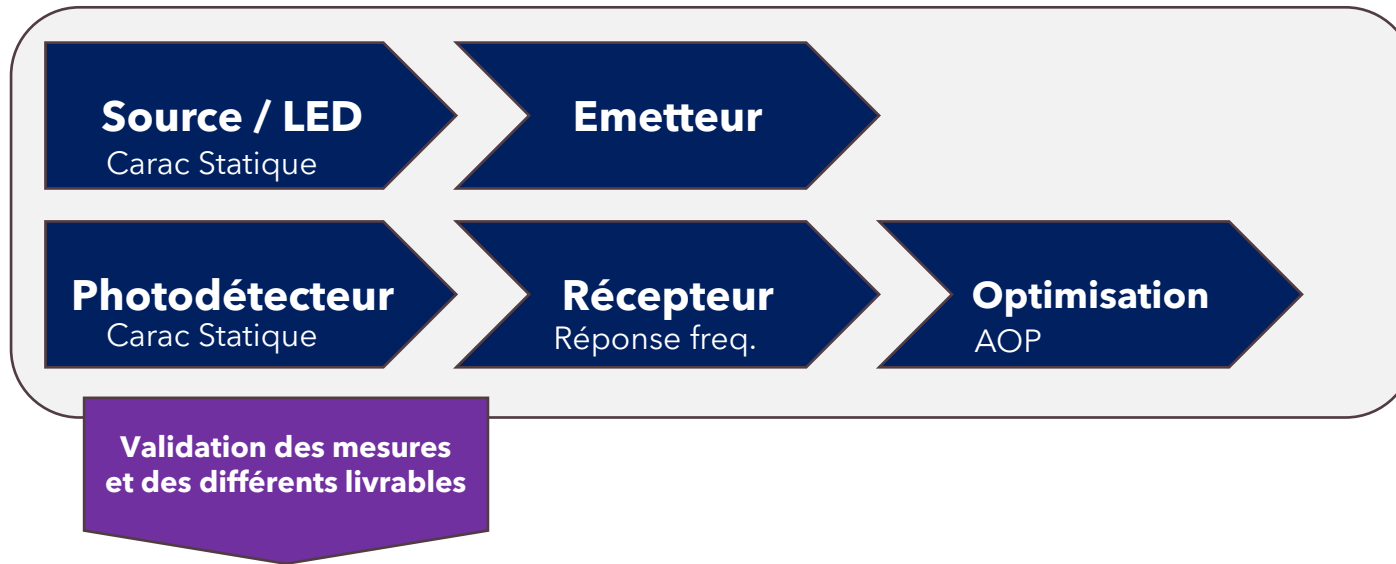 Source / LED
Carac Statique
Emetteur
Photodétecteur
Carac Statique
Récepteur
Réponse freq.
Optimisation
AOP
Validation des mesures
et des différents livrables